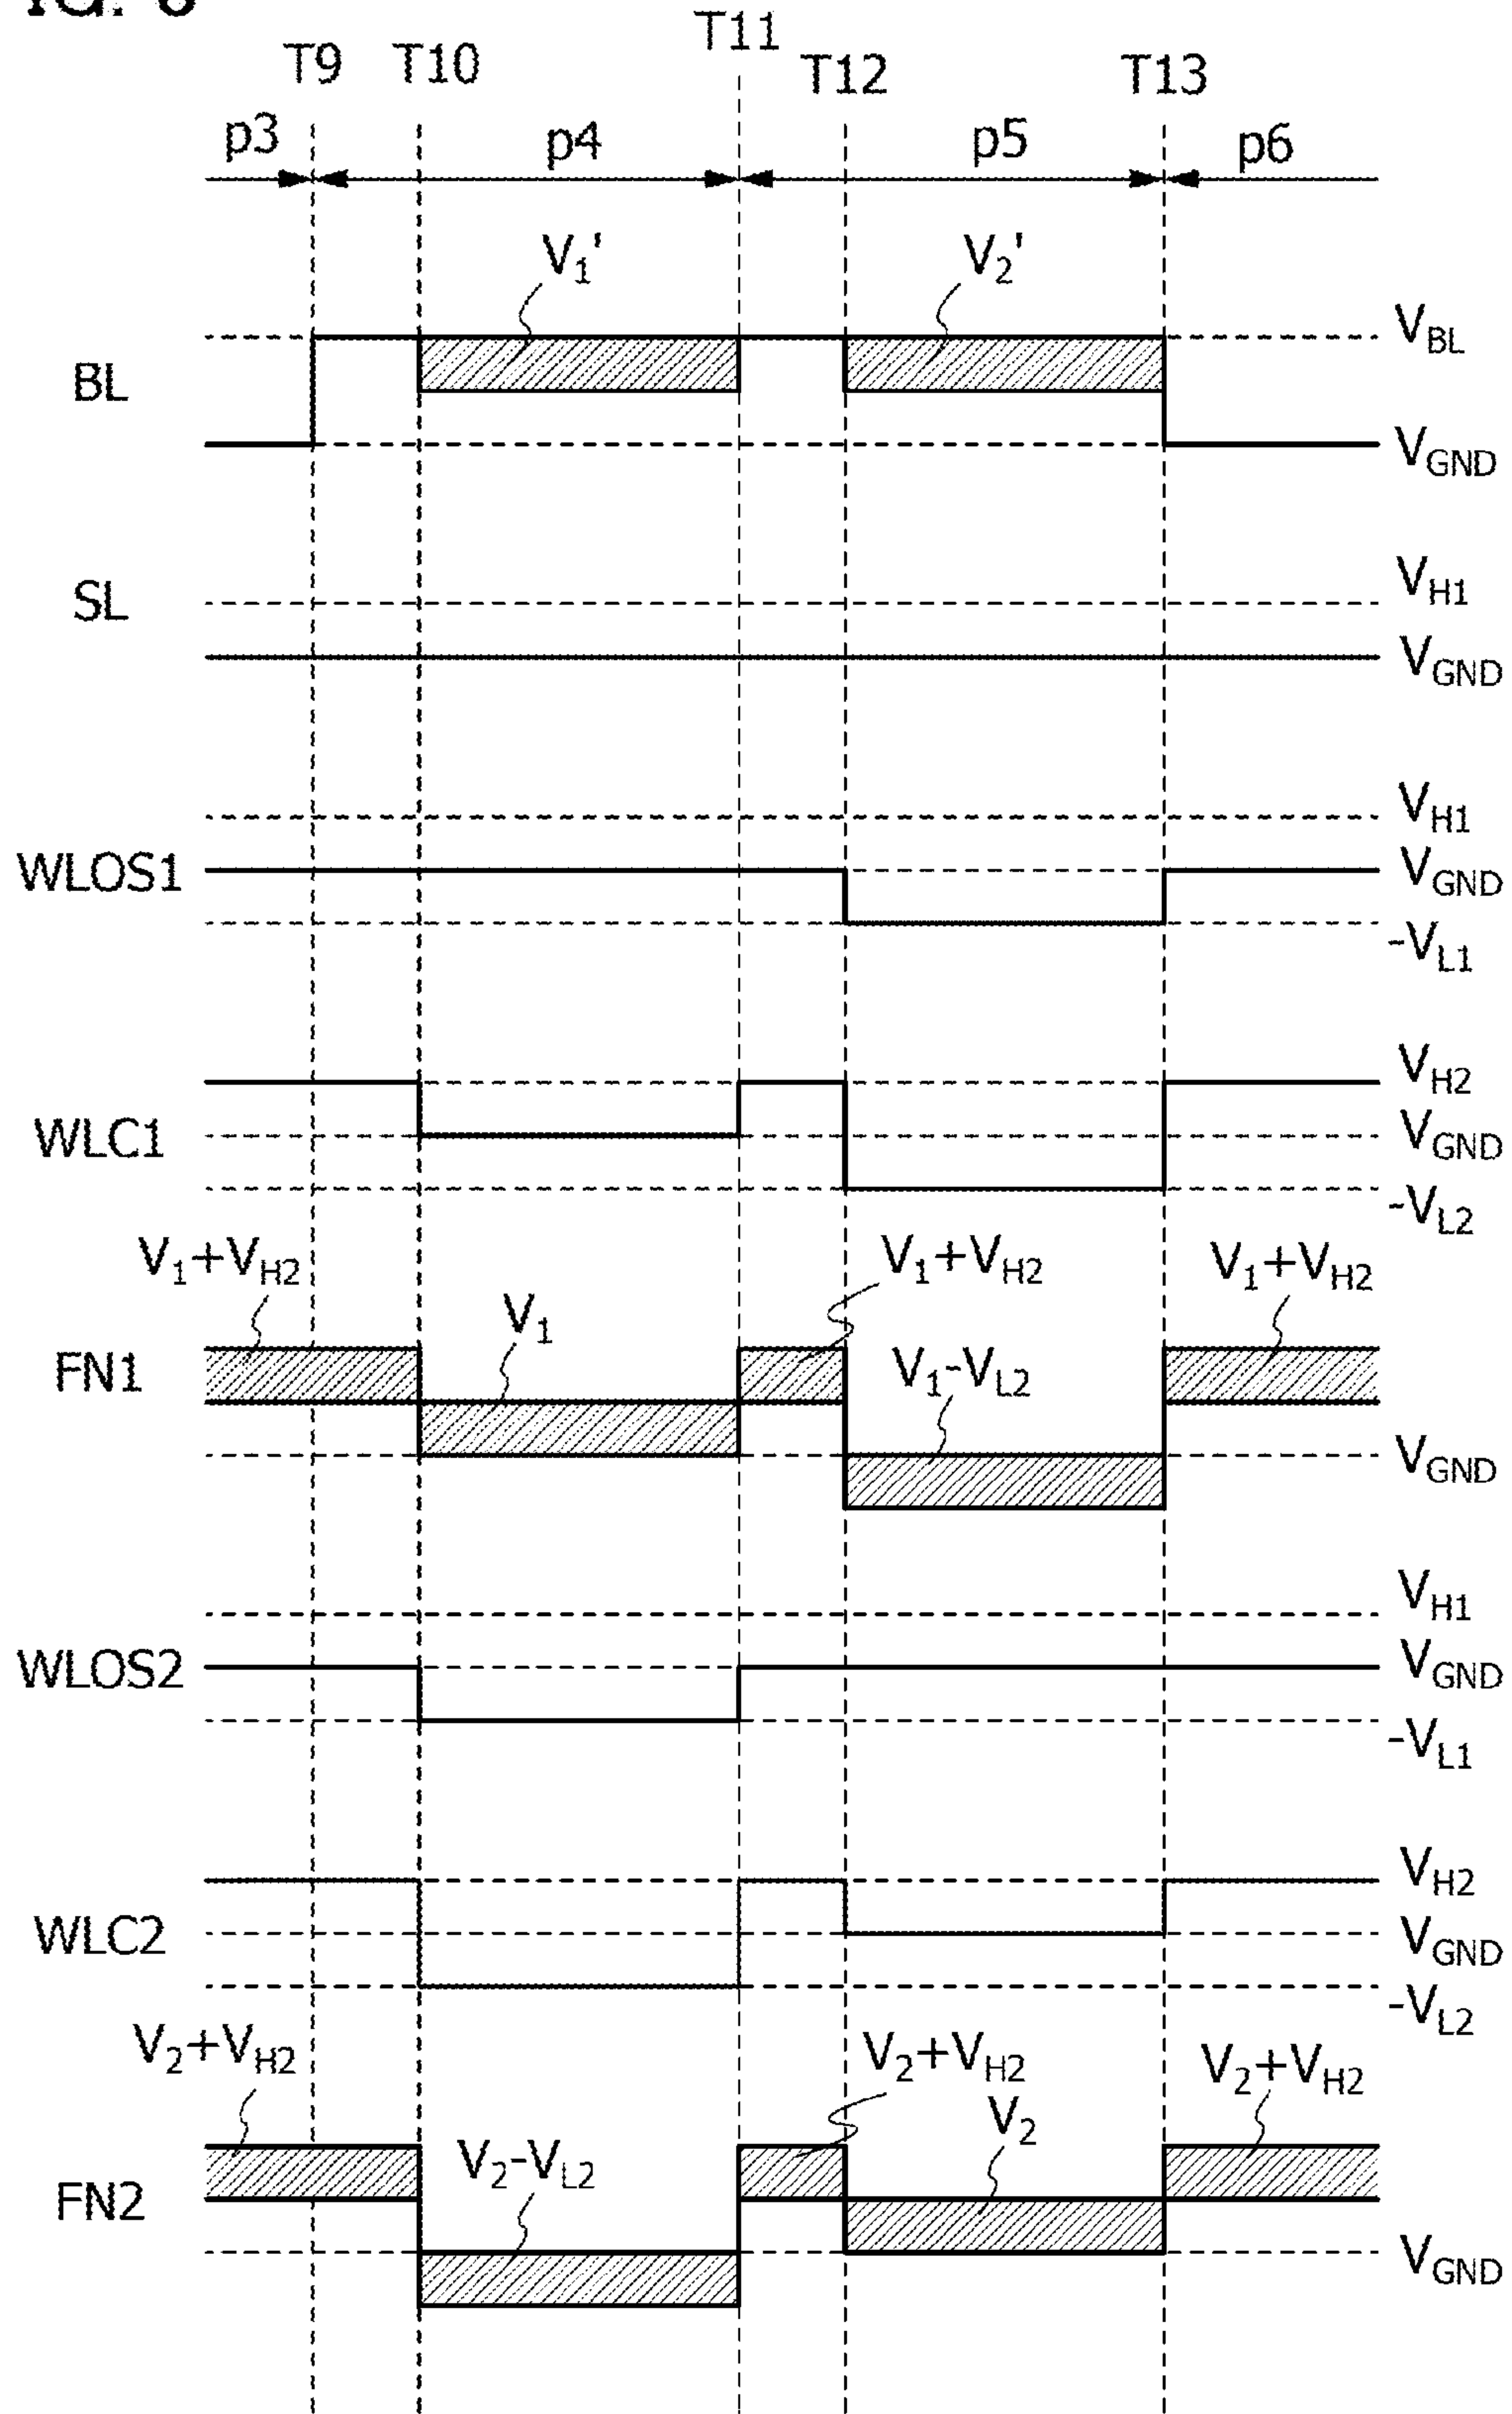 T9 T10 T11 T12 T13
p3 p4 p5 p6
V1' V2'
BL VBL
VGND
SL VH1
VGND
VH1
WLOS1 VGND
-VL1
VH2
WLC1 VGND
-VL2
V1+VH2 V1 V1+VH2 V1-VL2 V1+VH2
FN1
VGND
VH1
WLOS2 VGND
-VL1
VH2
WLC2 VGND
-VL2
V2+VH2 V2-VL2 V2+VH2 V2 V2+VH2
FN2
VGND